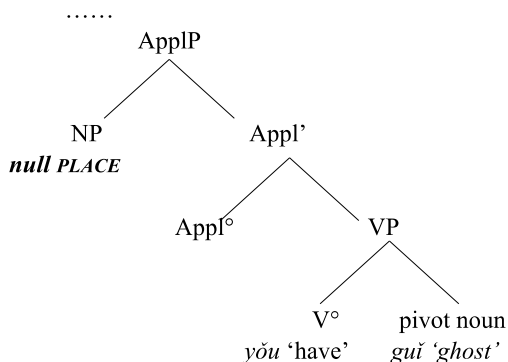 ……
ApplP
NP Appl’
null PLACE
Appl° VP
V° pivot noun
yǒu ‘have’ guǐ ‘ghost’